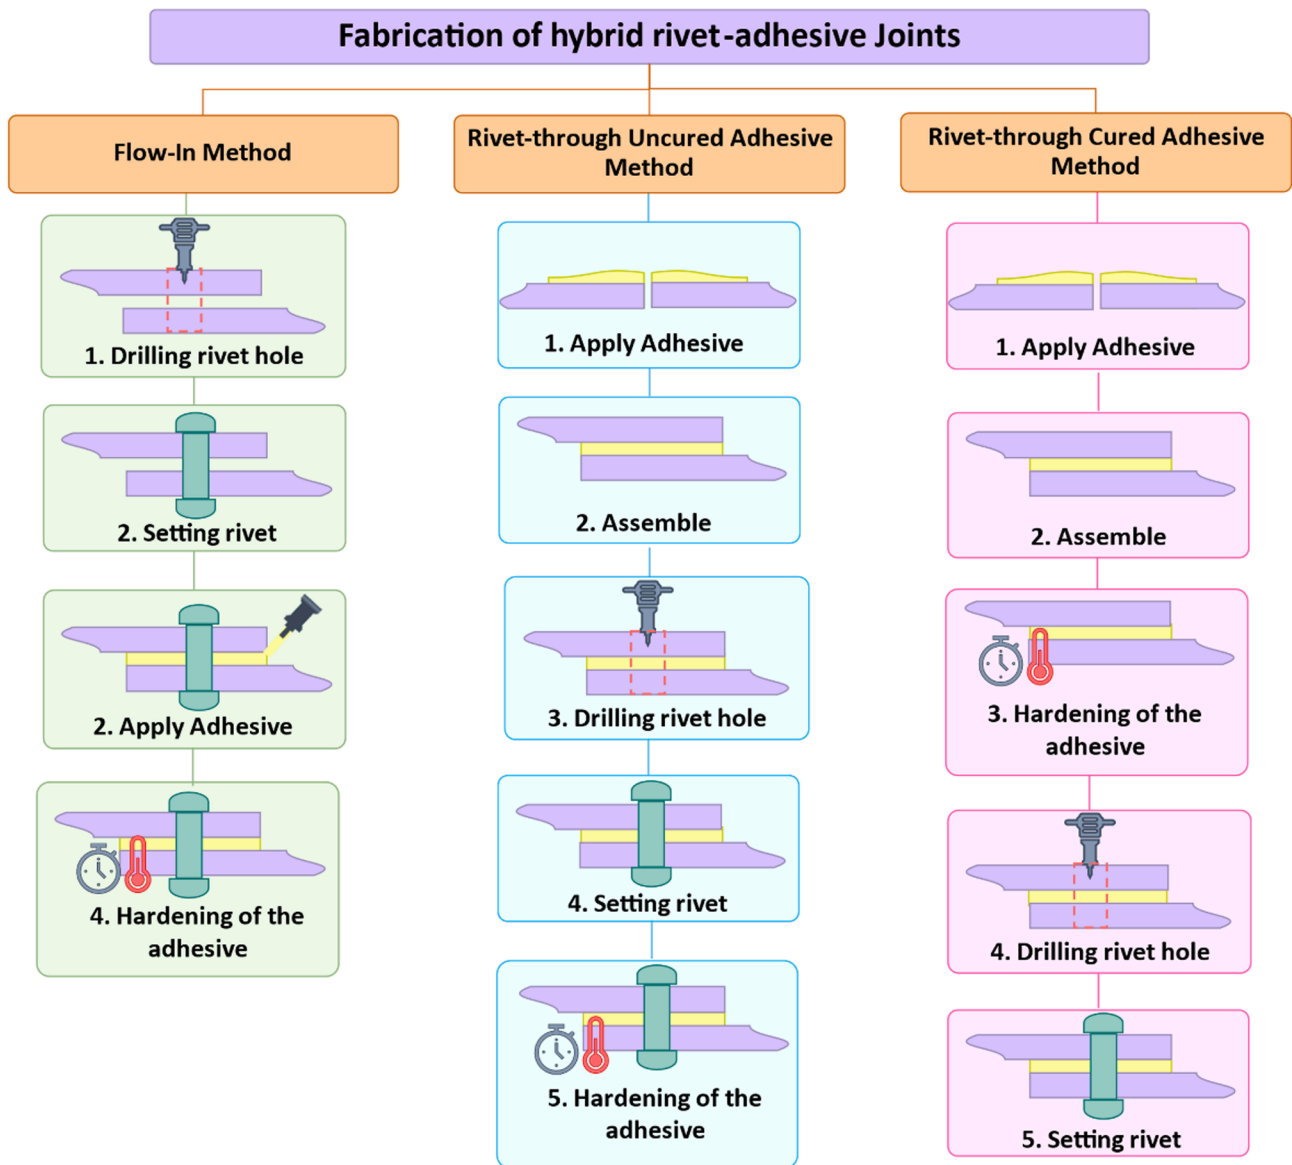 Fabrication of hybrid rivet-adhesive Joints
Flow-In Method
1. Drilling rivet hole
2. Setting rivet
2. Apply Adhesive
4. Hardening of the
adhesive
Rivet-through Uncured Adhesive
Method
1. Apply Adhesive
2. Assemble
3. Drilling rivet hole
4. Setting rivet
5. Hardening of the
adhesive
Rivet-through Cured Adhesive
Method
1. Apply Adhesive
2. Assemble
3. Hardening of the
adhesive
4. Drilling rivet hole
5. Setting rivet